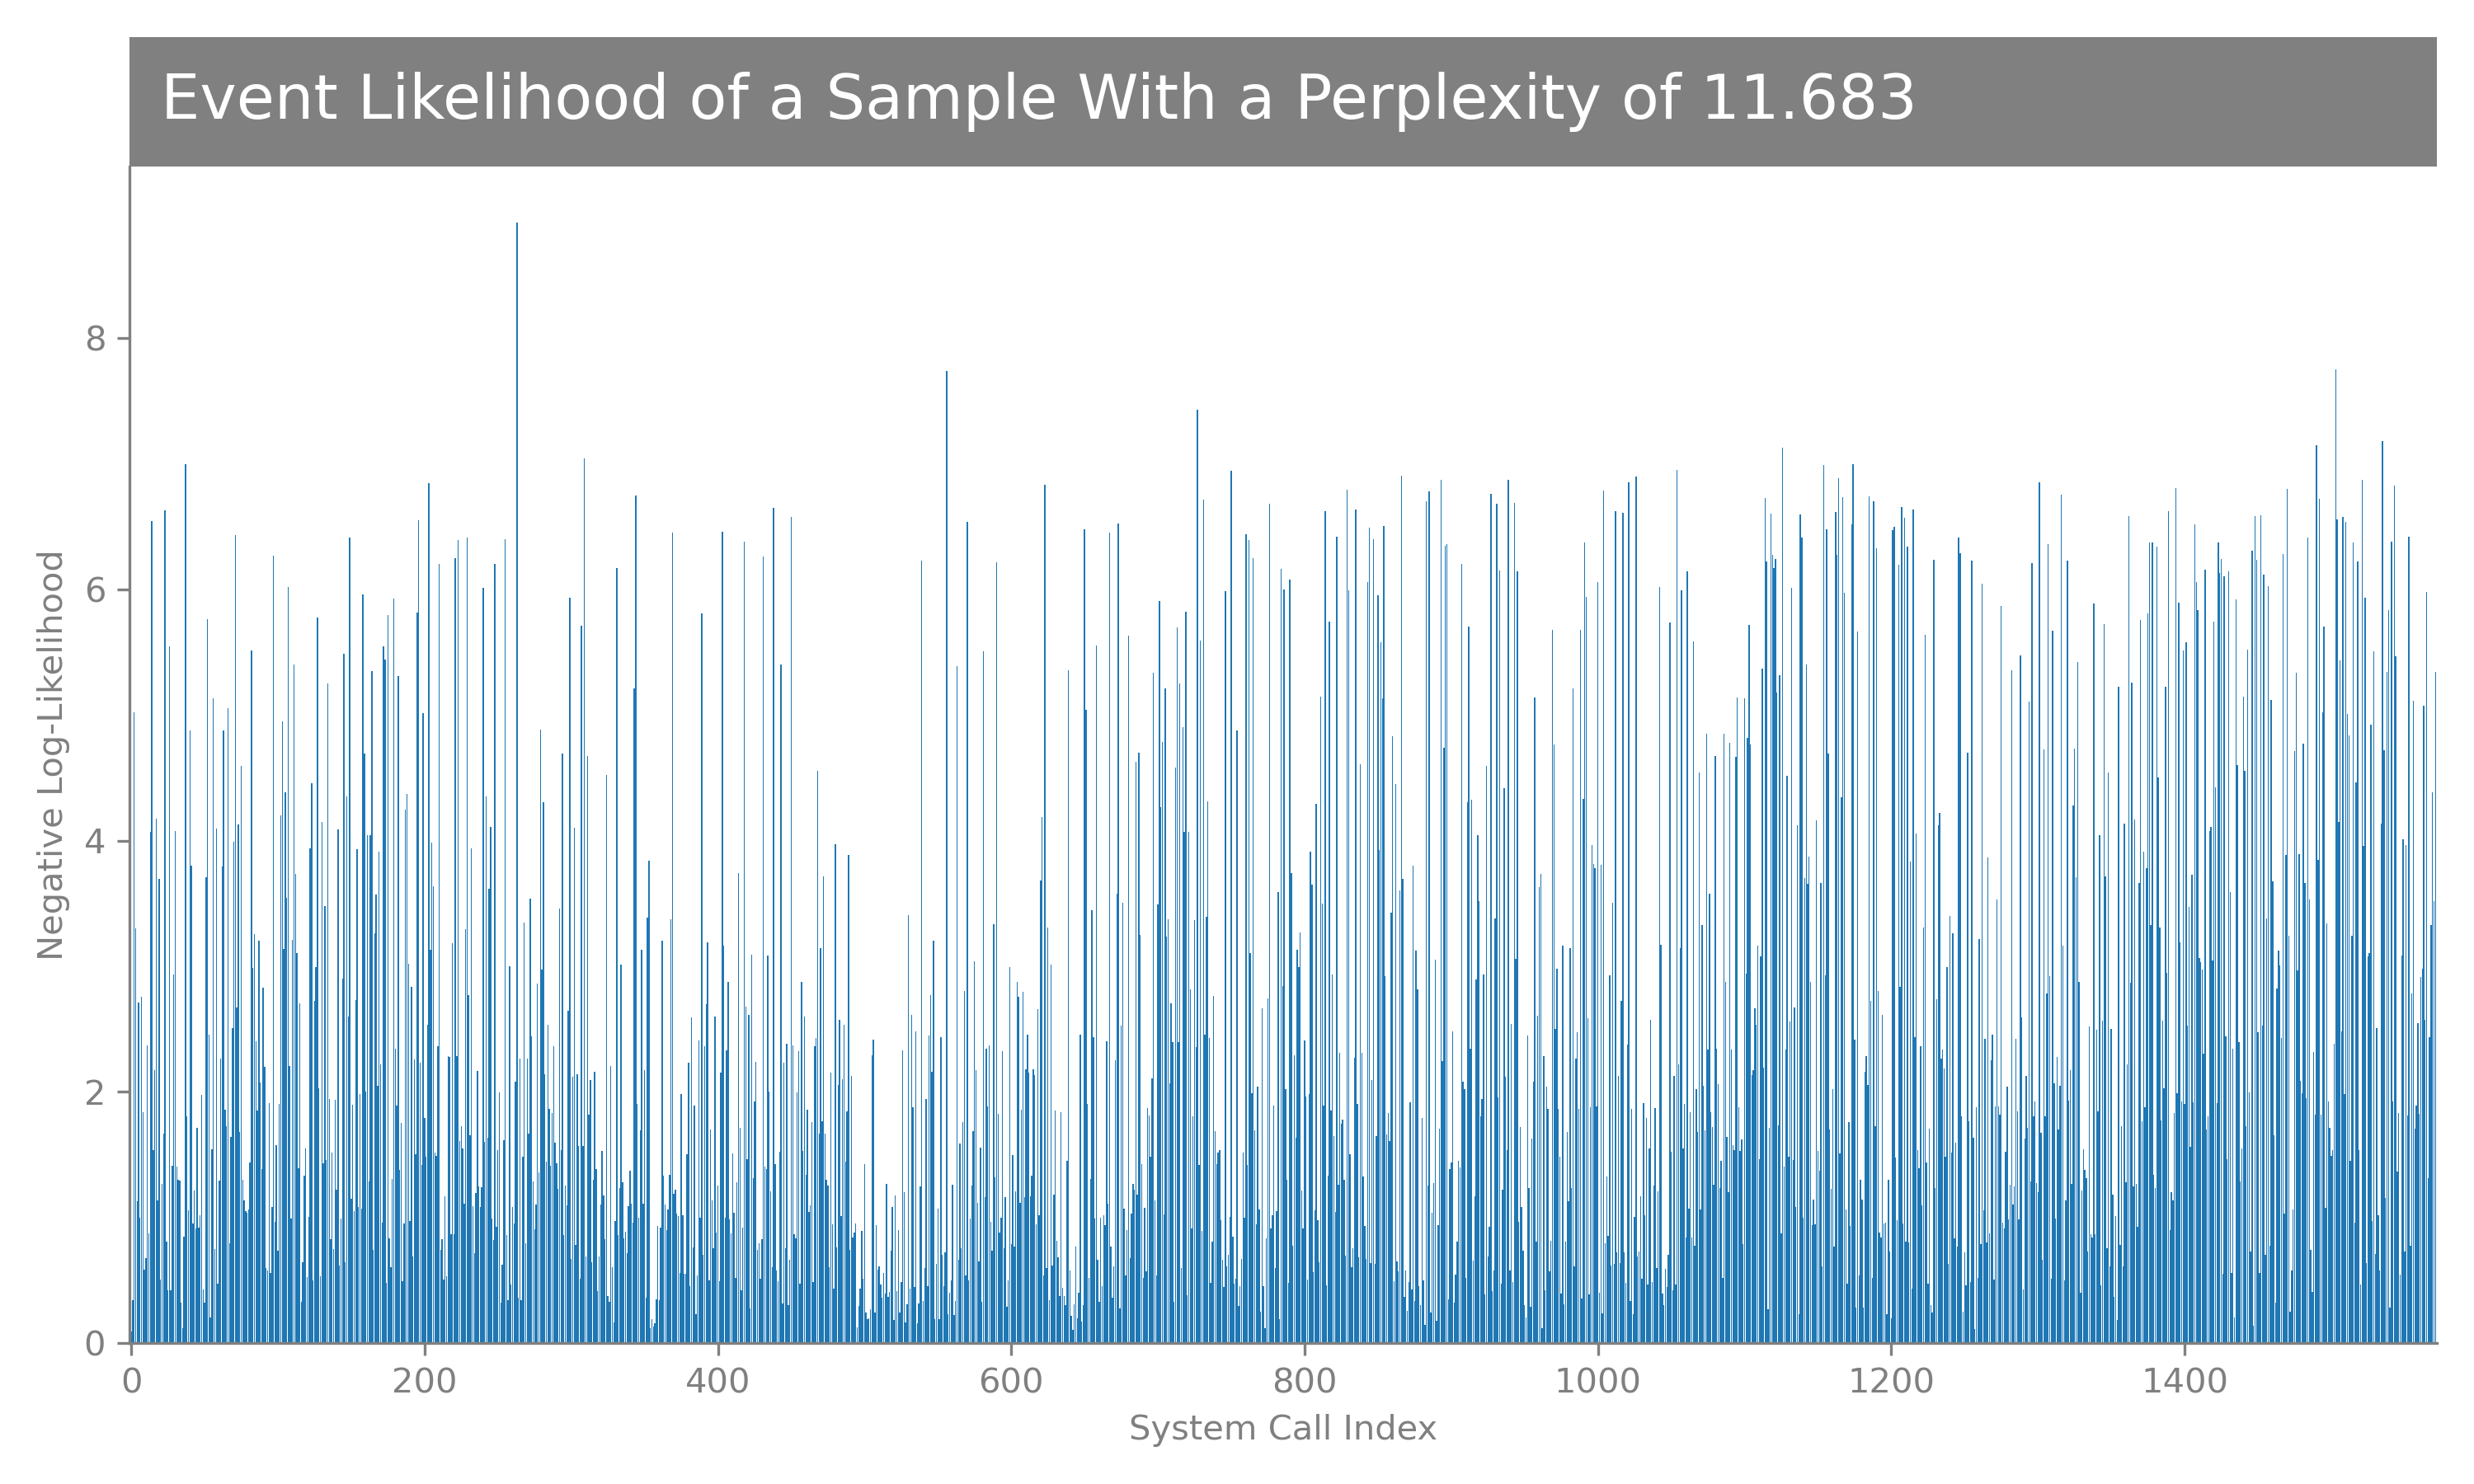 Event Likelihood of a Sample With a Perplexity of 11.683
Negative Log-Likelihood
8
6
4
2
0
0 200 400 600 800 1000 1200 1400
System Call Index